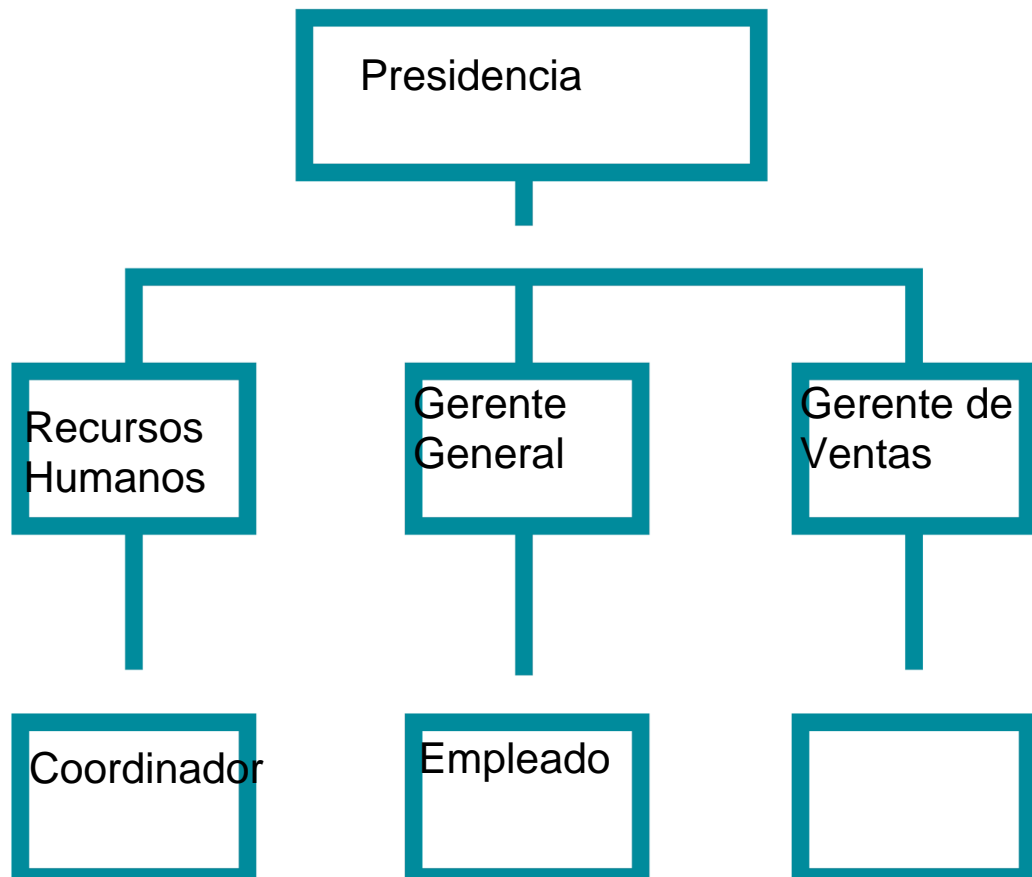 Presidencia
Recursos
Humanos
Gerente
General
Gerente de
Ventas
Coordinador
Empleado